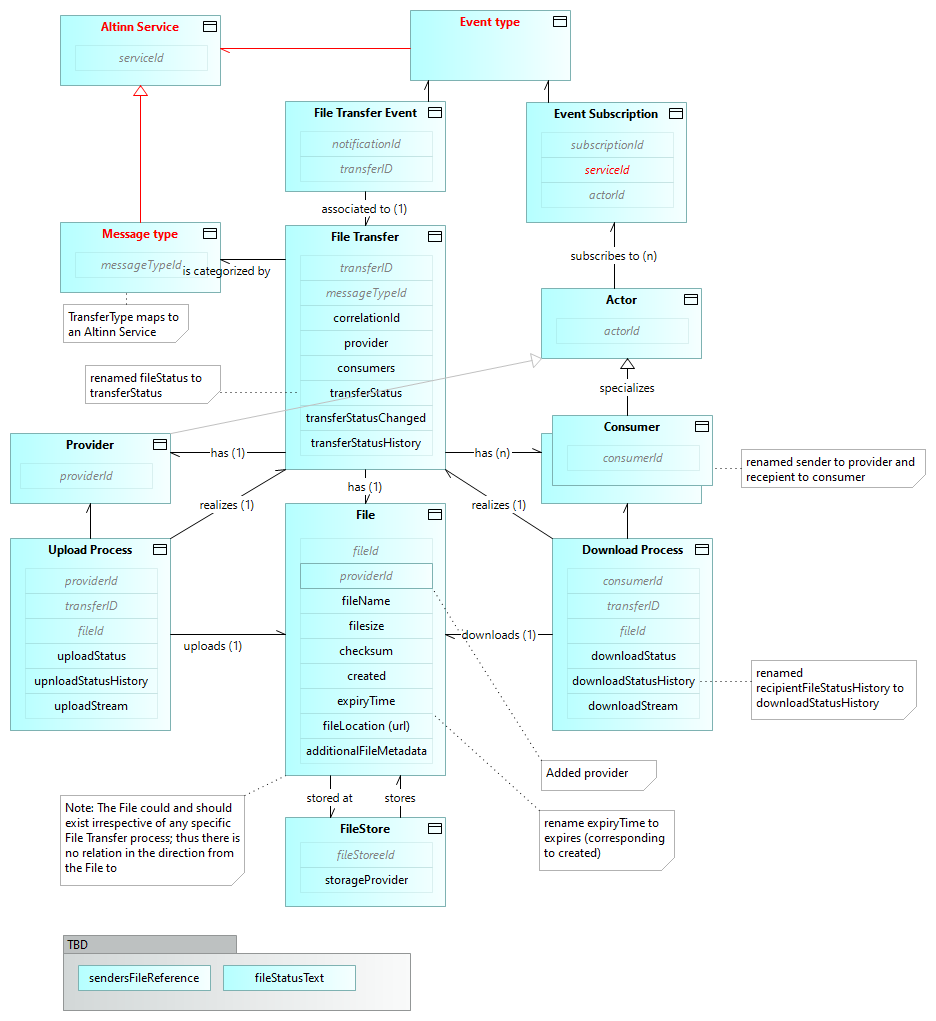 Altinn Service
serviceId
Event type
File Transfer Event
notificationId
transferID
Event Subscription
subscriptionId
serviceId
actorId
associated to (1)
Message type
messageTypeId
is categorized by
TransferType maps to
an Altinn Service
File Transfer
transferID
messageTypeId
correlationId
provider
consumers
transferStatus
transferStatusChanged
transferStatusHistory
subscribes to (n)
Actor
actorId
renamed fileStatus to
transferStatus
specializes
Provider
providerId
has (1)
has (n)
Consumer
consumerId
renamed sender to provider and
recepient to consumer
has (1)
realizes (1)
realizes (1)
Upload Process
providerId
transferID
fileId
uploadStatus
upnloadStatusHistory
uploadStream
uploads (1)
File
fileId
providerId
fileName
filesize
checksum
created
expiryTime
fileLocation (url)
additionalFileMetadata
downloads (1)
Download Process
consumerId
transferID
fileId
downloadStatus
downloadStatusHistory
downloadStream
renamed
recipientFileStatusHistory to
downloadStatusHistory
Added provider
Note: The File could and should
exist irrespective of any specific
File Transfer process; thus there is
no relation in the direction from
the File to
stored at
stores
rename expiryTime to
expires (corresponding
to created)
FileStore
fileStoreeId
storageProvider
TBD
sendersFileReference
fileStatusText